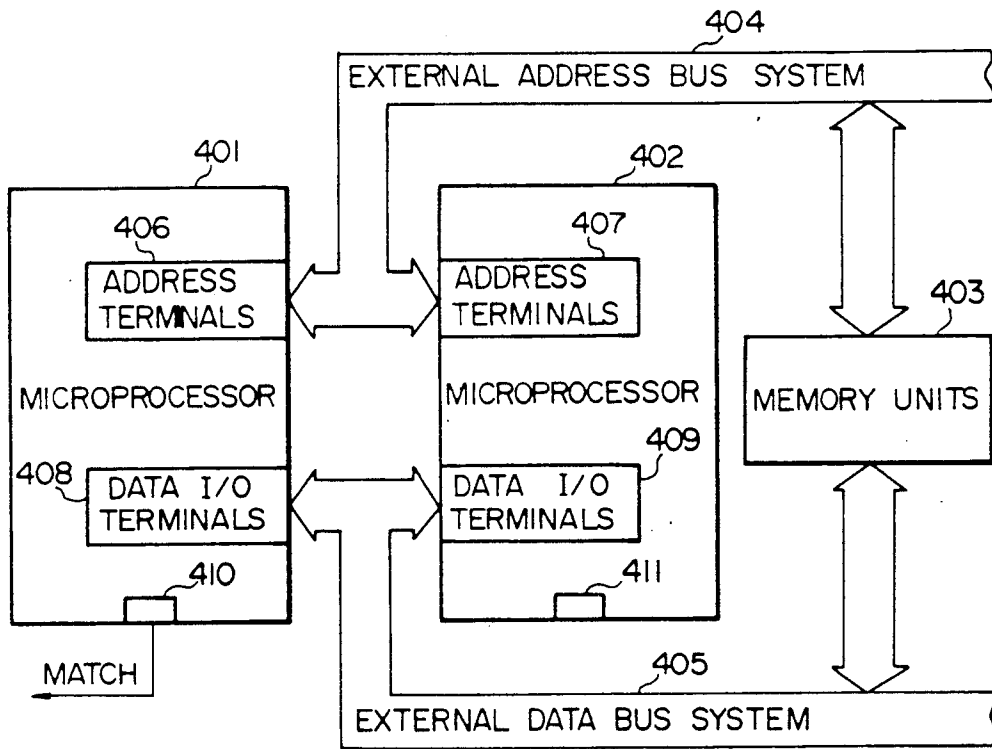 404
EXTERNAL ADDRESS BUS SYSTEM
401
402
406
ADDRESS
TERMINALS
407
ADDRESS
TERMINALS
403
MICROPROCESSOR
MICROPROCESSOR
MEMORY UNITS
408
DATA I/O
TERMINALS
409
DATA I/O
TERMINALS
410
411
MATCH
405
EXTERNAL DATA BUS SYSTEM